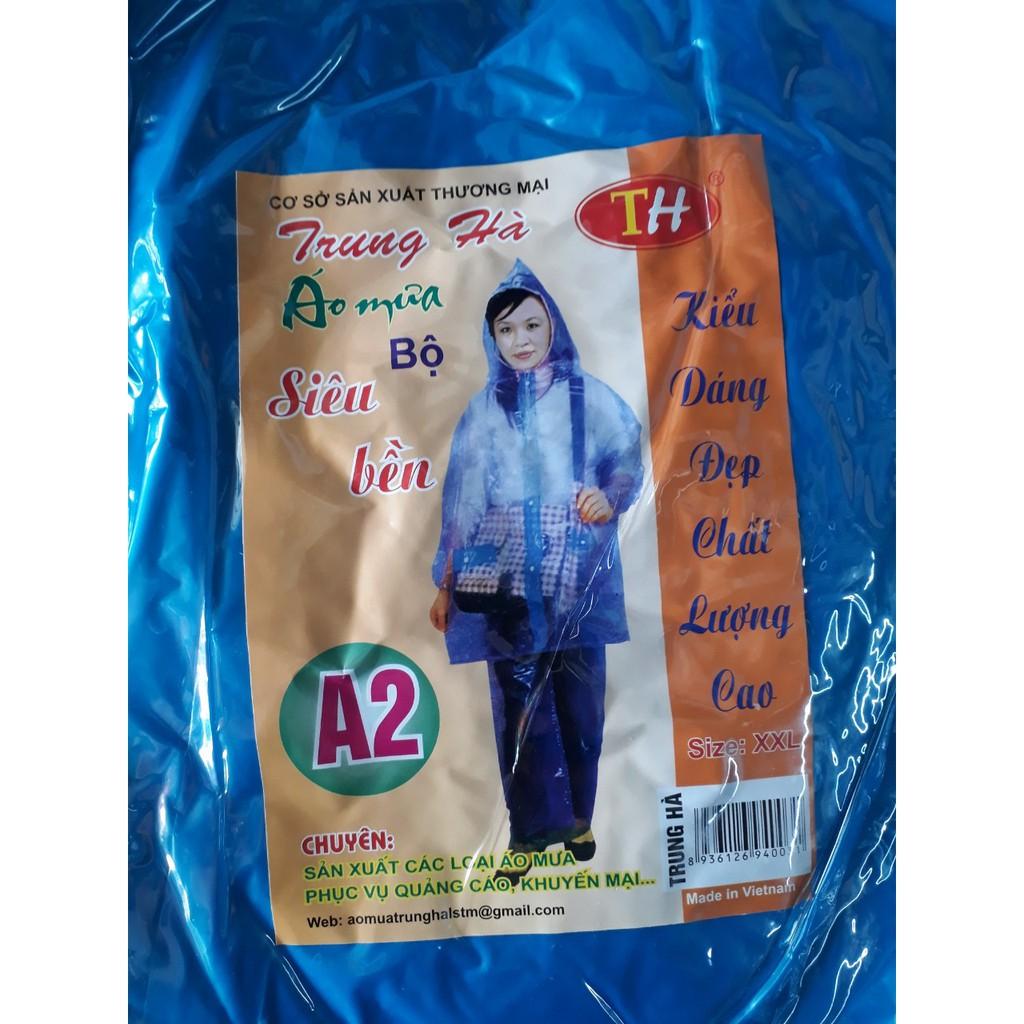 CƠ SỞ SẢN XUẤT THƯƠNG MẠI
Trung Hà
TH®
Áo mưa
Bộ
Siêu
bền
Kiểu
Dáng
Đẹp
Chất
Lượng
Cao
A2
Size: XXL
TRUNG HÀ
Made in Vietnam
CHUYÊN:
SẢN XUẤT CÁC LOẠI ÁO MƯA
PHỤC VỤ QUẢNG CÁO, KHUYẾN MẠI...
Web: aomuatrunghalstm@gmail.com